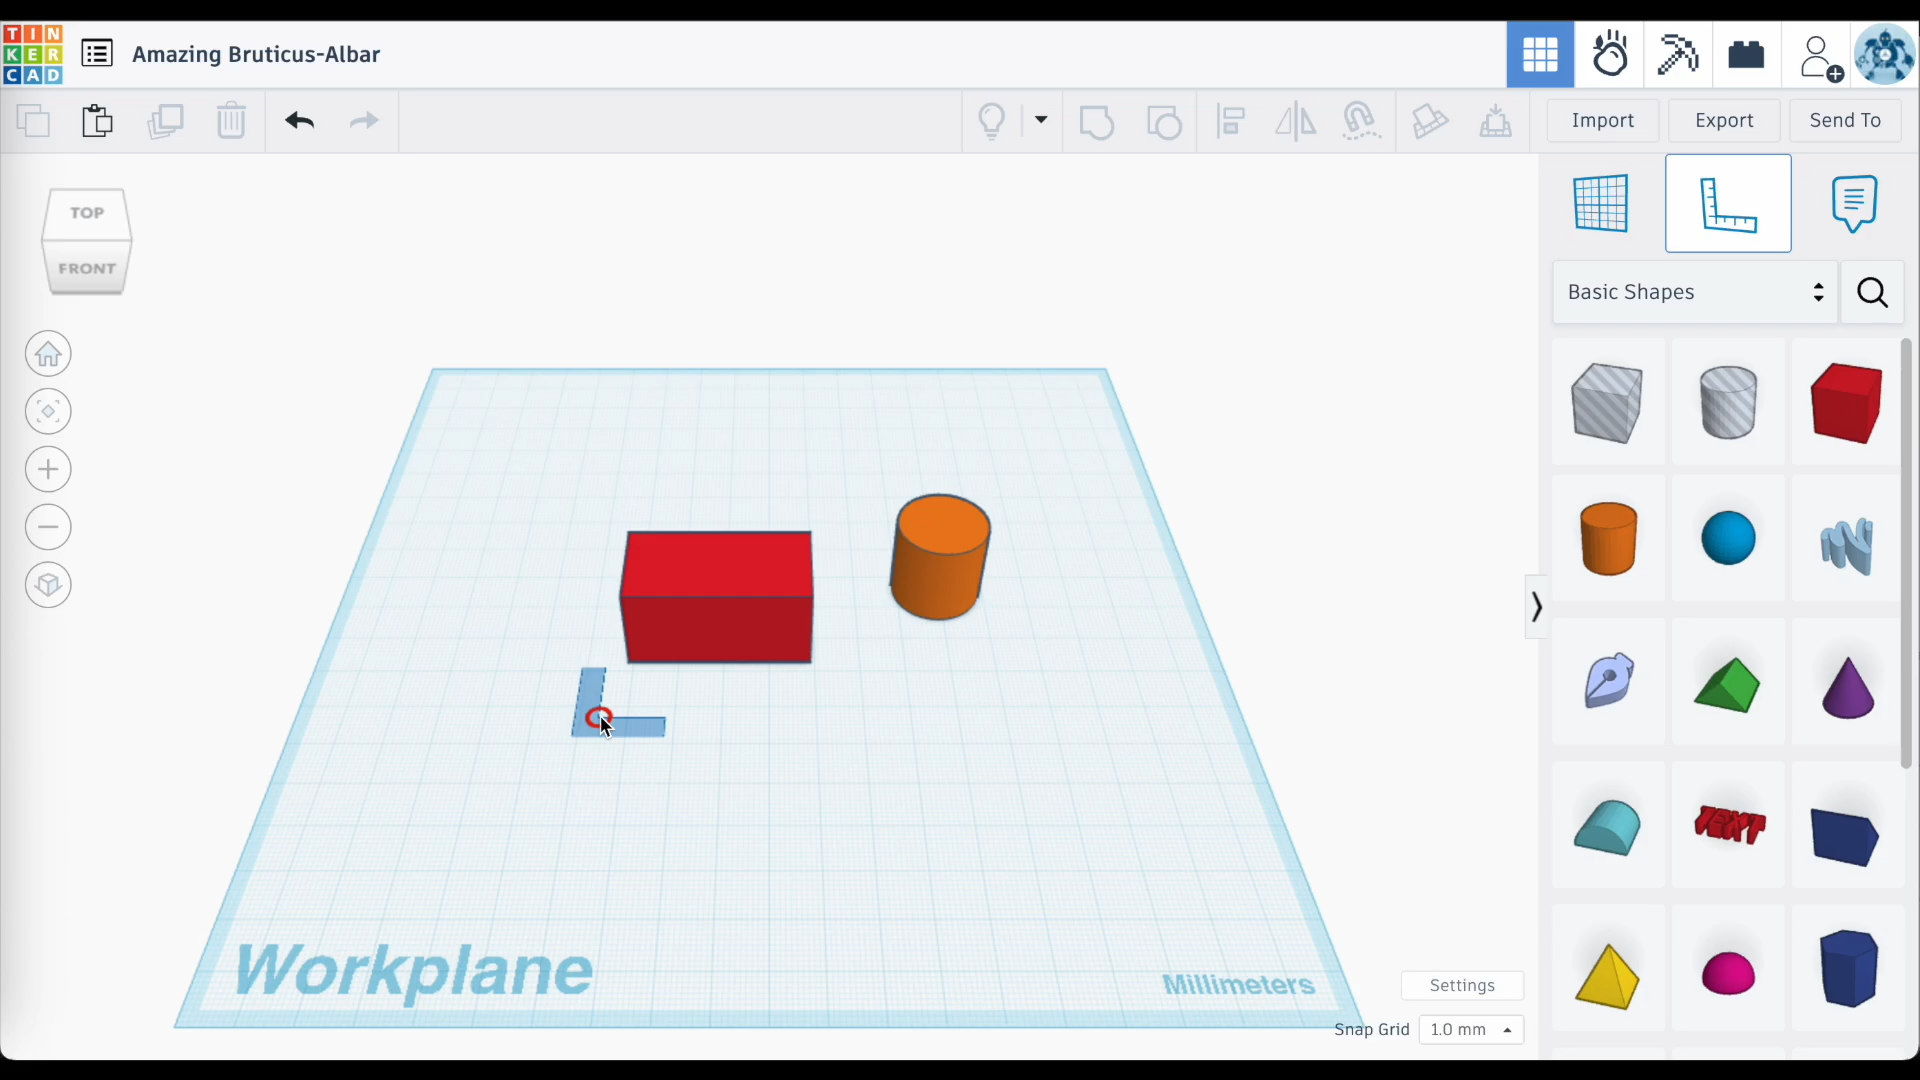 TIN
KER
CAD
Amazing Bruticus-Albar
Import
Export
Send To
TOP
FRONT
Basic Shapes
TEXT
Workplane
Millimeters
Settings
Snap Grid
1.0 mm